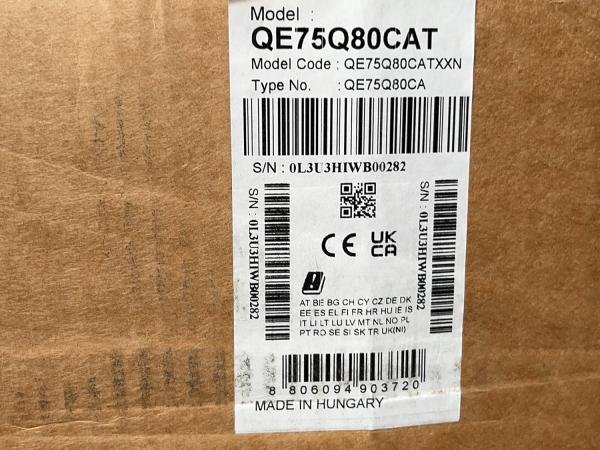 Model :
QE75Q80CAT
Model Code : QE75Q80CATXXN
Type No. : QE75Q80CA
S/N : 0L3U3HIWB00282
S/N : 0L3U3HIWB00282
S/N : 0L3U3HIWB00282
CE UK CA
AT BE BG CH CY CZ DE DK
EE ES EL FI FR HR HU IE IS
IT LI LT LU LV MT NL NO PL
PT RO SE SI SK TR UK(NI)
8 806094 903720
MADE IN HUNGARY